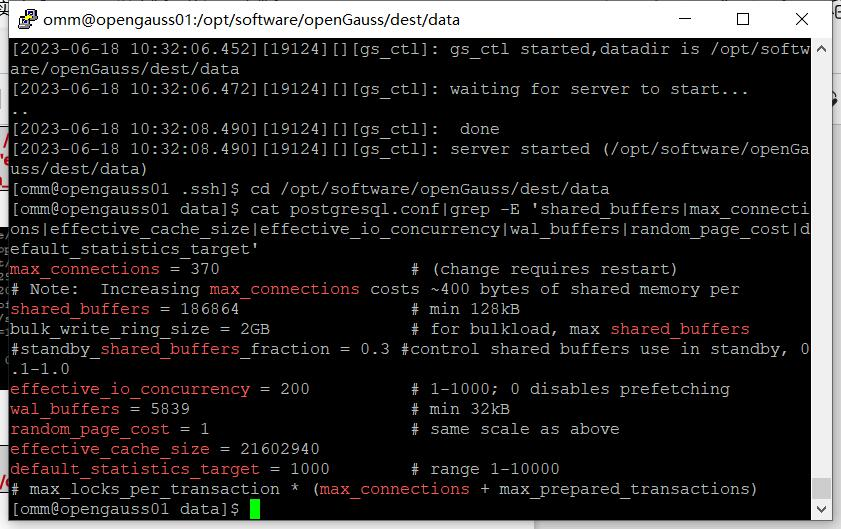 omm@opengauss01:/opt/software/openGauss/dest/data
[2023-06-18 10:32:06.452][19124][][gs_ctl]: gs_ctl started,datadir is /opt/softw
are/openGauss/dest/data
[2023-06-18 10:32:06.472][19124][][gs_ctl]: waiting for server to start...
..
[2023-06-18 10:32:08.490][19124][][gs_ctl]:  done
[2023-06-18 10:32:08.490][19124][][gs_ctl]: server started (/opt/software/openGa
uss/dest/data)
[omm@opengauss01 .ssh]$ cd /opt/software/openGauss/dest/data
[omm@opengauss01 data]$ cat postgresql.conf|grep -E 'shared_buffers|max_connecti
ons|effective_cache_size|effective_io_concurrency|wal_buffers|random_page_cost|d
efault_statistics_target'
max_connections = 370                   # (change requires restart)
# Note:  Increasing max_connections costs ~400 bytes of shared memory per
shared_buffers = 186864                 # min 128kB
bulk_write_ring_size = 2GB              # for bulkload, max shared_buffers
#standby_shared_buffers_fraction = 0.3 #control shared buffers use in standby, 0
.1-1.0
effective_io_concurrency = 200          # 1-1000; 0 disables prefetching
wal_buffers = 5839                      # min 32kB
random_page_cost = 1                    # same scale as above
effective_cache_size = 21602940
default_statistics_target = 1000        # range 1-10000
# max_locks_per_transaction * (max_connections + max_prepared_transactions)
[omm@opengauss01 data]$